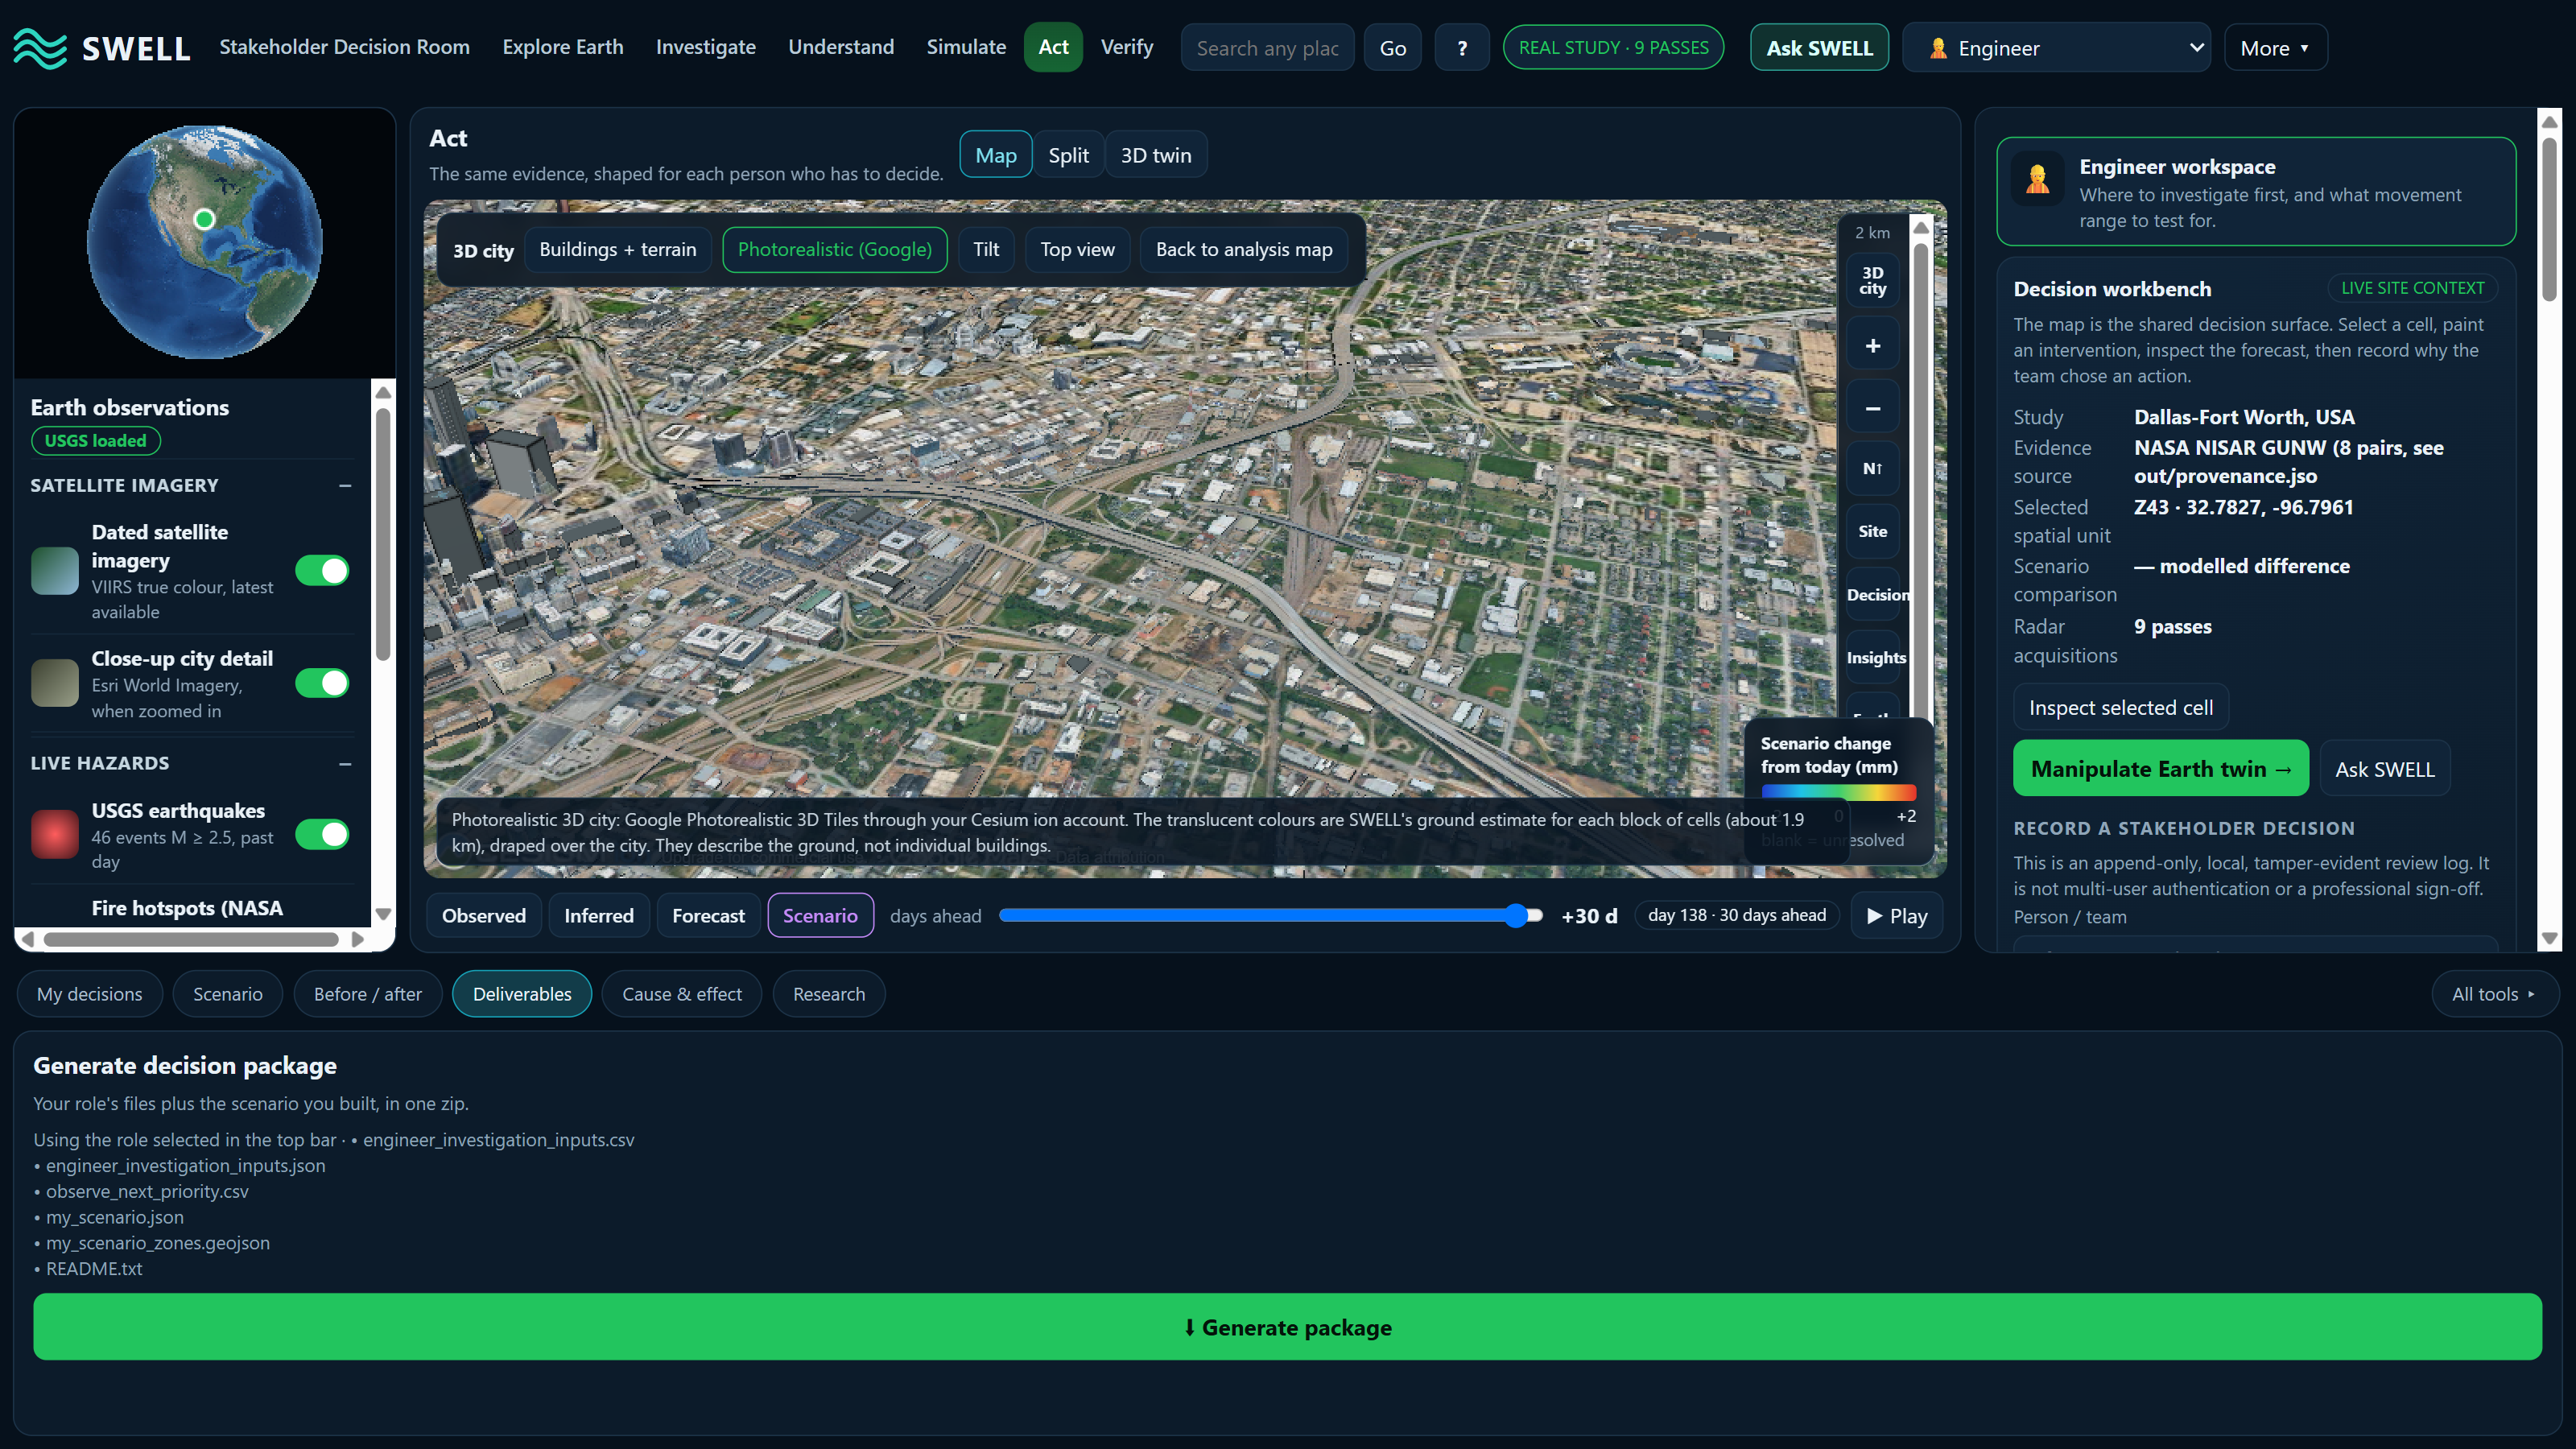 SWELL
Stakeholder Decision Room
Explore Earth
Investigate
Understand
Simulate
Act
Verify
Search any plac
Go
?
REAL STUDY · 9 PASSES
Ask SWELL
Engineer
More ▾
Earth observations
USGS loaded
SATELLITE IMAGERY
Dated satellite
imagery
VIIRS true colour, latest
available
Close-up city detail
Esri World Imagery,
when zoomed in
LIVE HAZARDS
USGS earthquakes
46 events M ≥ 2.5, past
day
Fire hotspots (NASA
Act
The same evidence, shaped for each person who has to decide.
Map
Split
3D twin
3D city
Buildings + terrain
Photorealistic (Google)
Tilt
Top view
Back to analysis map
2 km
3D
city
+
−
N↑
Site
Decision
Insights
Scenario change
from today (mm)
0
+2
blank = unresolved
Photorealistic 3D city: Google Photorealistic 3D Tiles through your Cesium ion account. The translucent colours are SWELL's ground estimate for each block of cells (about 1.9
km), draped over the city. They describe the ground, not individual buildings.
Upgrade for commercial use.
Data attribution
Observed
Inferred
Forecast
Scenario
days ahead
+30 d
day 138 · 30 days ahead
▶ Play
Engineer workspace
Where to investigate first, and what movement
range to test for.
Decision workbench
LIVE SITE CONTEXT
The map is the shared decision surface. Select a cell, paint
an intervention, inspect the forecast, then record why the
team chose an action.
Study
Dallas-Fort Worth, USA
Evidence
source
NASA NISAR GUNW (8 pairs, see
out/provenance.jso
Selected
spatial unit
Z43 · 32.7827, -96.7961
Scenario
comparison
— modelled difference
Radar
acquisitions
9 passes
Inspect selected cell
Manipulate Earth twin →
Ask SWELL
RECORD A STAKEHOLDER DECISION
This is an append-only, local, tamper-evident review log. It
is not multi-user authentication or a professional sign-off.
Person / team
My decisions
Scenario
Before / after
Deliverables
Cause & effect
Research
All tools ▸
Generate decision package
Your role's files plus the scenario you built, in one zip.
Using the role selected in the top bar · • engineer_investigation_inputs.csv
• engineer_investigation_inputs.json
• observe_next_priority.csv
• my_scenario.json
• my_scenario_zones.geojson
• README.txt
⬇ Generate package